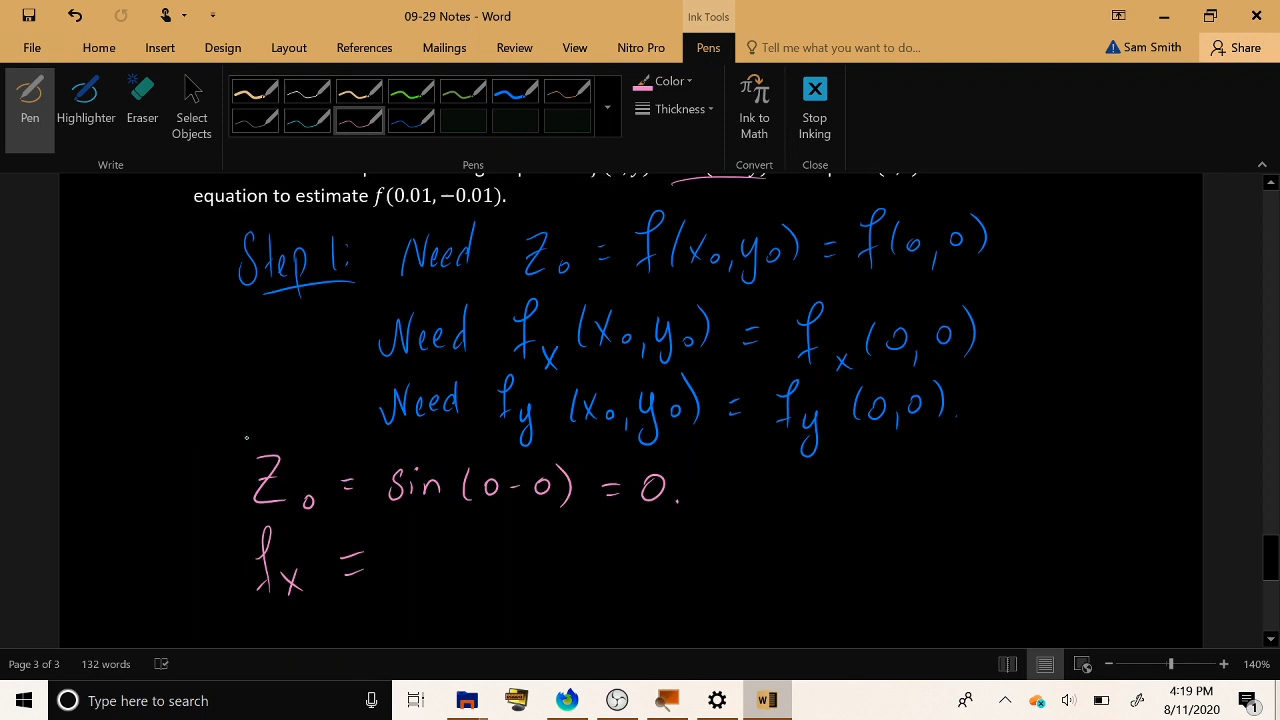 09-29 Notes - Word
Ink Tools
File Home Insert Design Layout References Mailings Review View Nitro Pro Pens Tell me what you want to do... Sam Smith Share
Pen Highlighter Eraser Select Objects
Color
Thickness
Ink to Math
Stop Inking
Write Pens Convert Close
equation to estimate f(0.01, −0.01).
Step 1: Need z₀ = f(x₀, y₀) = f(0, 0)
Need f_x (x₀, y₀) = f_x (0, 0)
Need f_y (x₀, y₀) = f_y (0, 0).
z₀ = sin(0 - 0) = 0.
f_x =
Page 3 of 3 132 words 140%
Type here to search
4:19 PM
8/11/2020
1